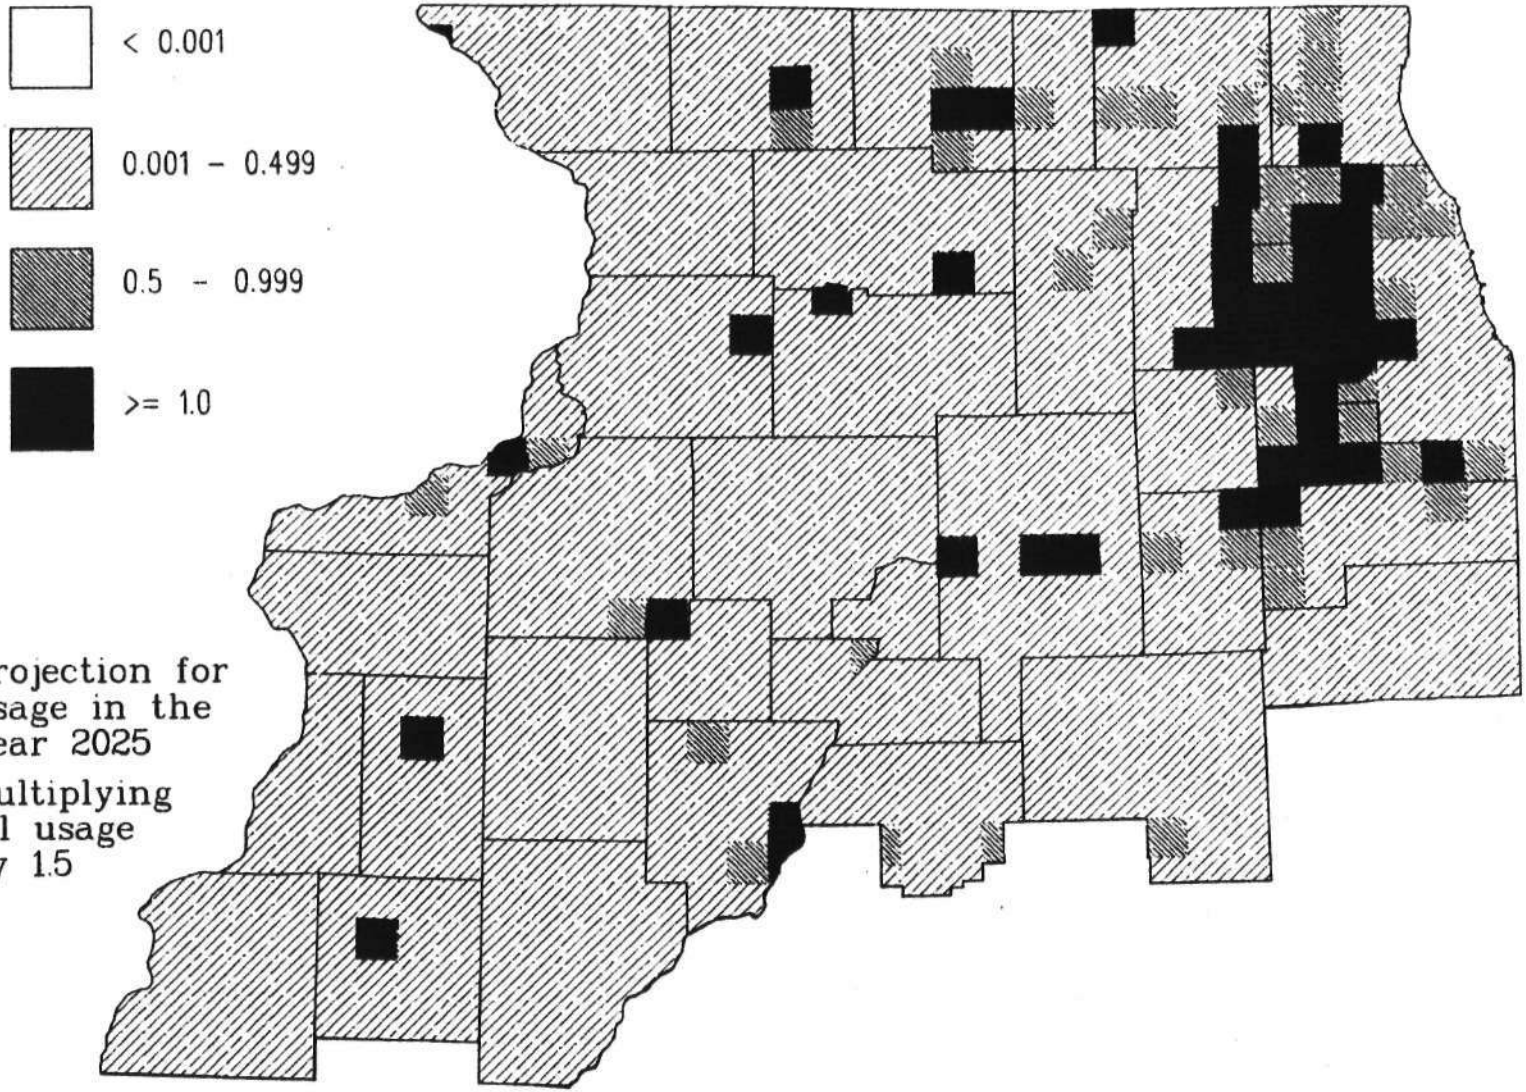 < 0.001
0.001 - 0.499
0.5 - 0.999
>= 1.0
rojection for
sage in the
ear 2025
ultiplying
l usage
1.5